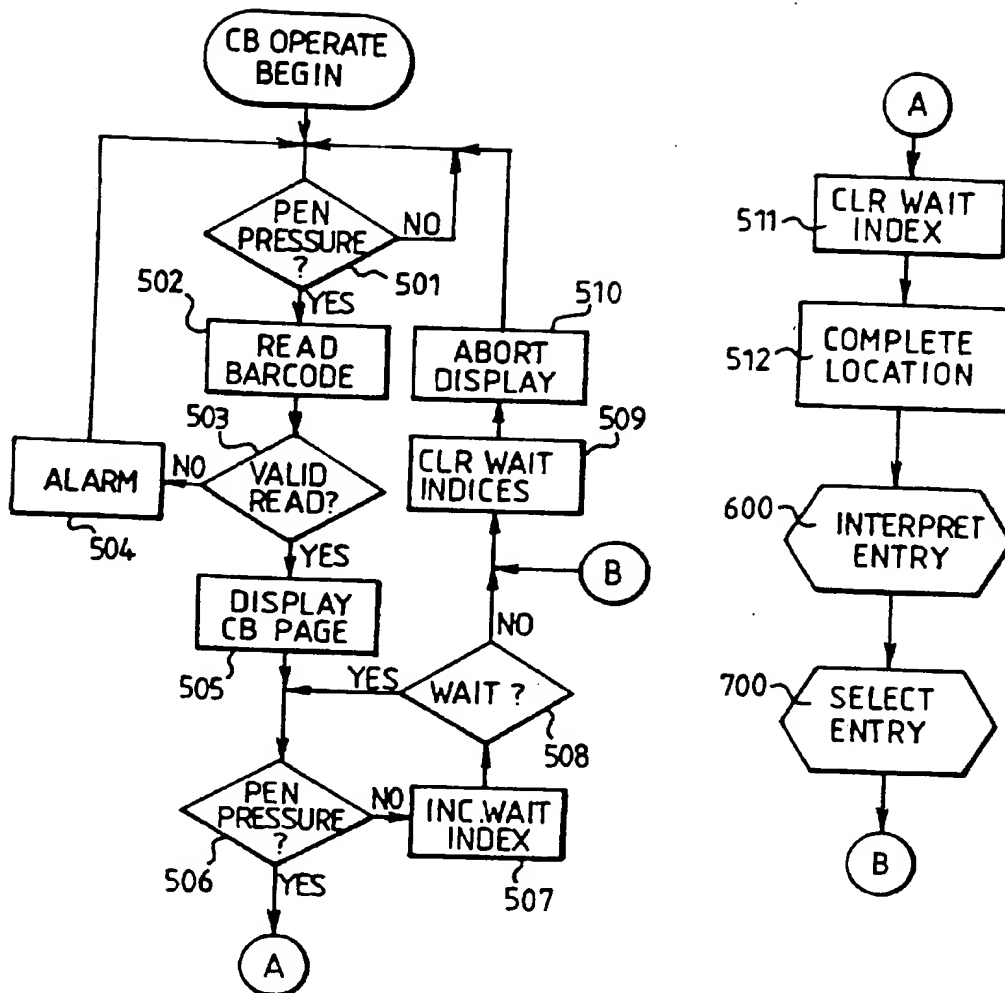 CB OPERATE
BEGIN
PEN
PRESSURE
?
NO
501
YES
502
READ
BARCODE
503
VALID
READ?
NO
ALARM
504
YES
DISPLAY
CB PAGE
505
PEN
PRESSURE
?
506
NO
YES
A
INC.WAIT
INDEX
507
WAIT ?
508
YES
NO
B
CLR WAIT
INDICES
509
ABORT
DISPLAY
510
A
CLR WAIT
INDEX
511
COMPLETE
LOCATION
512
INTERPRET
ENTRY
600
SELECT
ENTRY
700
B